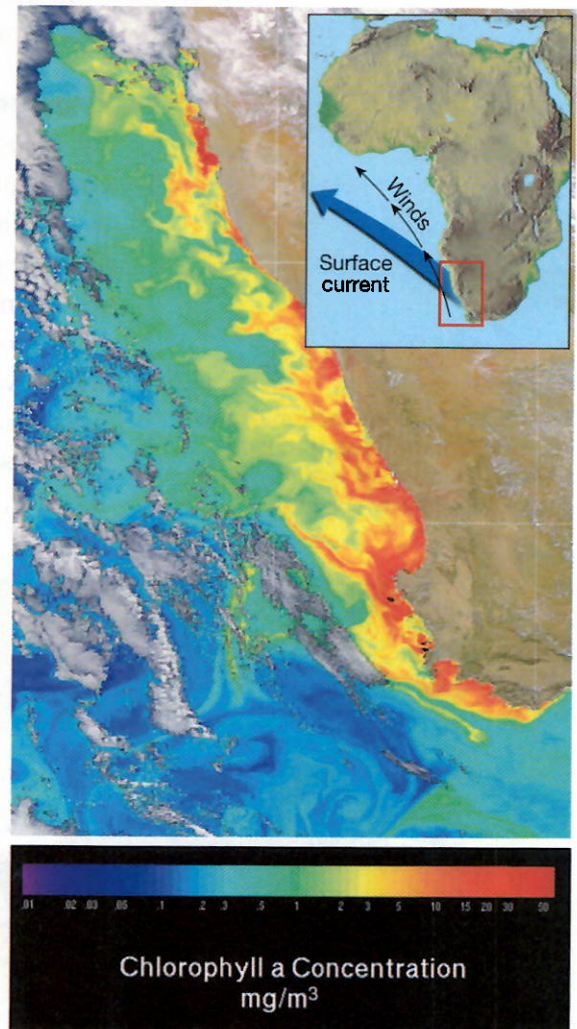 Winds
Surface
current
.01 .02 .03 .05 .1 .2 .3 .5 1 2 3 5 10 15 20 30 50
Chlorophyll a Concentration
mg/m³